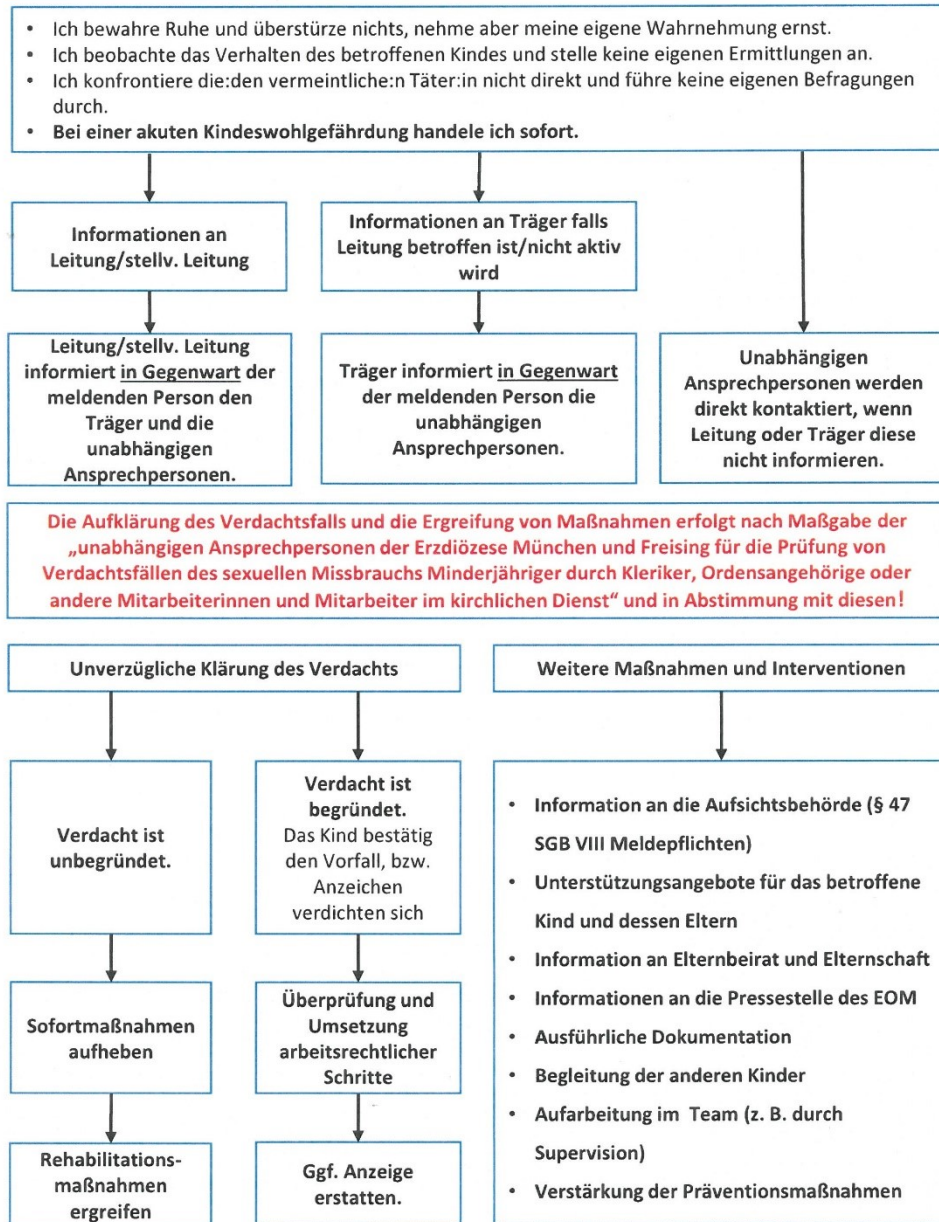 • Ich bewahre Ruhe und überstürze nichts, nehme aber meine eigene Wahrnehmung ernst.
• Ich beobachte das Verhalten des betroffenen Kindes und stelle keine eigenen Ermittlungen an.
• Ich konfrontiere die:den vermeintliche:n Täter:in nicht direkt und führe keine eigenen Befragungen
durch.
• Bei einer akuten Kindeswohlgefährdung handele ich sofort.
Informationen an
Leitung/stellv. Leitung
Informationen an Träger falls
Leitung betroffen ist/nicht aktiv
wird
Leitung/stellv. Leitung
informiert in Gegenwart der
meldenden Person den
Träger und die
unabhängigen
Ansprechpersonen.
Träger informiert in Gegenwart
der meldenden Person die
unabhängigen
Ansprechpersonen.
Unabhängigen
Ansprechpersonen werden
direkt kontaktiert, wenn
Leitung oder Träger diese
nicht informieren.
Die Aufklärung des Verdachtsfalls und die Ergreifung von Maßnahmen erfolgt nach Maßgabe der
„unabhängigen Ansprechpersonen der Erzdiözese München und Freising für die Prüfung von
Verdachtsfällen des sexuellen Missbrauchs Minderjähriger durch Kleriker, Ordensangehörige oder
andere Mitarbeiterinnen und Mitarbeiter im kirchlichen Dienst“ und in Abstimmung mit diesen!
Unverzügliche Klärung des Verdachts
Verdacht ist
unbegründet.
Sofortmaßnahmen
aufheben
Rehabilitations-
maßnahmen
ergreifen
Verdacht ist
begründet.
Das Kind bestätig
den Vorfall, bzw.
Anzeichen
verdichten sich
Überprüfung und
Umsetzung
arbeitsrechtlicher
Schritte
Ggf. Anzeige
erstatten.
Weitere Maßnahmen und Interventionen
• Information an die Aufsichtsbehörde (§ 47
SGB VIII Meldepflichten)
• Unterstützungsangebote für das betroffene
Kind und dessen Eltern
• Information an Elternbeirat und Elternschaft
• Informationen an die Pressestelle des EOM
• Ausführliche Dokumentation
• Begleitung der anderen Kinder
• Aufarbeitung im Team (z. B. durch
Supervision)
• Verstärkung der Präventionsmaßnahmen